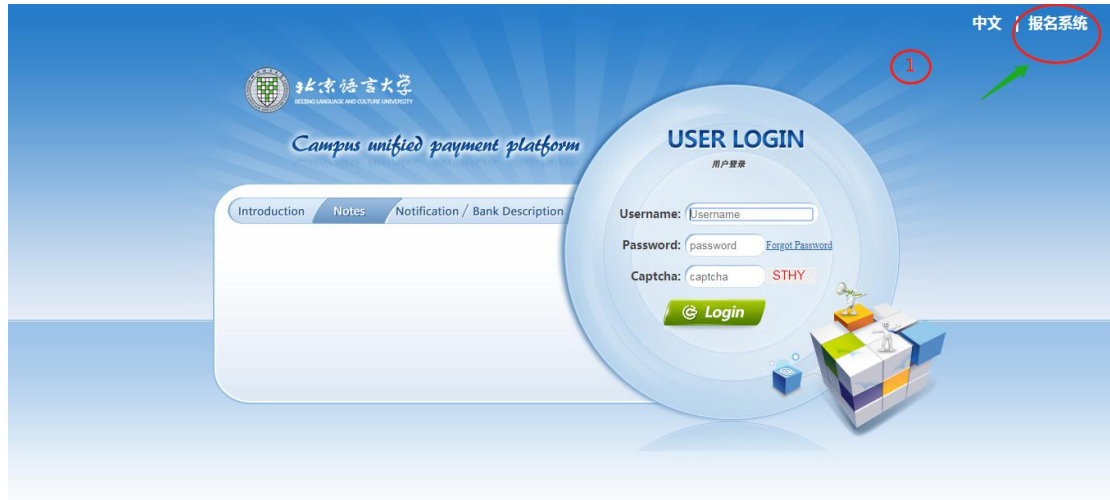 中文 | 报名系统
1
北京语言大学
BEIJING LANGUAGE AND CULTURE UNIVERSITY
Campus unified payment platform
USER LOGIN
用户登录
Introduction Notes Notification / Bank Description
Username: Username
Password: password Forgot Password
Captcha: captcha STHY
Login